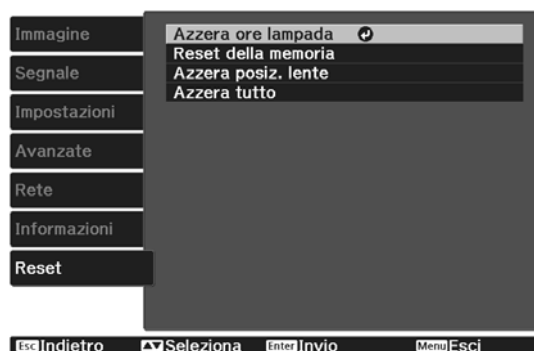 Immagine
Segnale
Impostazioni
Avanzate
Rete
Informazioni
Reset
Azzera ore lampada
Reset della memoria
Azzera posiz. lente
Azzera tutto
Esc Indietro Seleziona Enter Invio Menu Esci